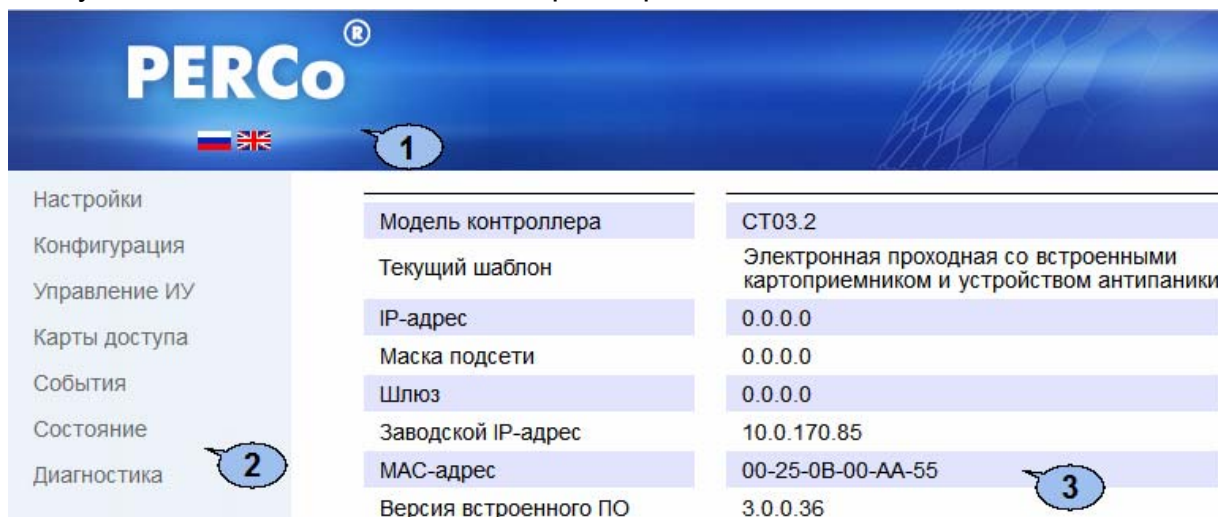 PERCo®
1
Настройки
Конфигурация
Управление ИУ
Карты доступа
События
Состояние
Диагностика
2
Модель контроллера CT03.2
Текущий шаблон Электронная проходная со встроенными
картоприемником и устройством антипаники
IP-адрес 0.0.0.0
Маска подсети 0.0.0.0
Шлюз 0.0.0.0
Заводской IP-адрес 10.0.170.85
MAC-адрес 00-25-0B-00-AA-55
3
Версия встроенного ПО 3.0.0.36